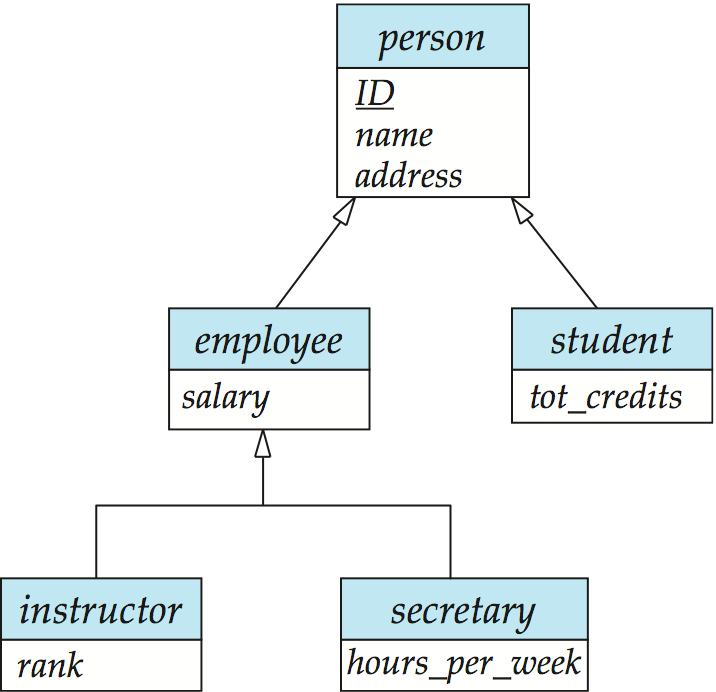 person
ID
name
address
employee
salary
student
tot_credits
instructor
rank
secretary
hours_per_week